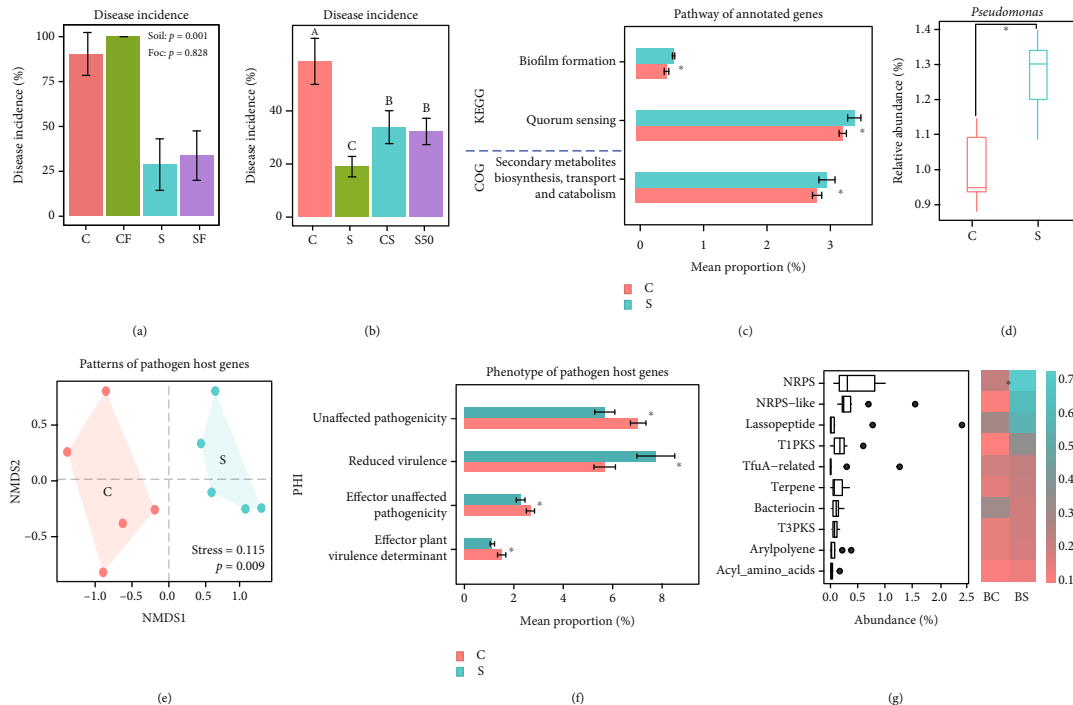 Disease incidence
Disease incidence (%)
100
75
50
25
0
Soil: p = 0.001
Foc: p = 0.828
C CF S SF
(a)
Disease incidence
Disease incidence (%)
40
20
0
A
C
B
B
C S CS S50
(b)
Pathway of annotated genes
KEGG
COG
Biofilm formation
Quorum sensing
Secondary metabolites
biosynthesis, transport
and catabolism
*
*
*
0 1 2 3
Mean proportion (%)
C
S
(c)
Pseudomonas
Relative abundance (%)
1.4
1.3
1.2
1.1
1.0
0.9
*
C S
(d)
Patterns of pathogen host genes
NMDS2
0.5
0.0
−0.5
C
S
Stress = 0.115
p = 0.009
−1.0 −0.5 0.0 0.5 1.0
NMDS1
(e)
Phenotype of pathogen host genes
PHI
Unaffected pathogenicity
Reduced virulence
Effector unaffected
pathogenicity
Effector plant
virulence determinant
*
*
*
*
0 2 4 6 8
Mean proportion (%)
C
S
(f)
NRPS
NRPS-like
Lassopeptide
T1PKS
TfuA-related
Terpene
Bacteriocin
T3PKS
Arylpolyene
Acyl_amino_acids
0.0 0.5 1.0 1.5 2.0 2.5
Abundance (%)
*
BC BS
0.7
0.6
0.5
0.4
0.3
0.2
0.1
(g)